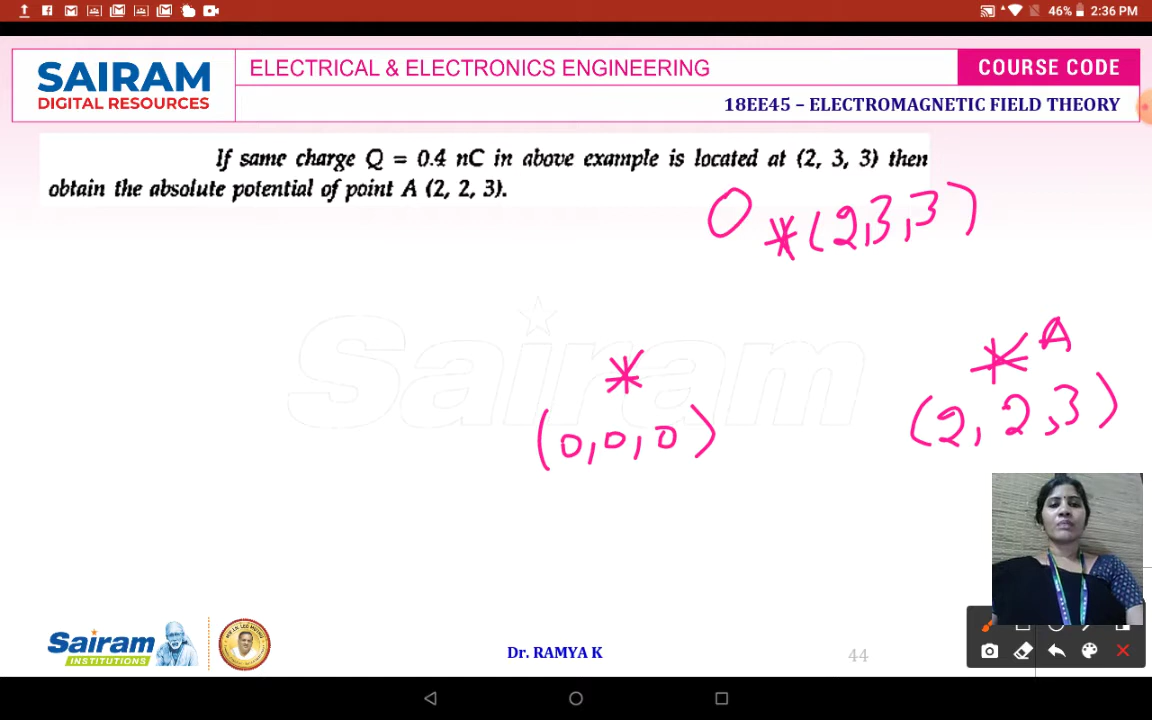 46% 2:36 PM
SAIRAM
DIGITAL RESOURCES
ELECTRICAL & ELECTRONICS ENGINEERING
COURSE CODE
18EE45 – ELECTROMAGNETIC FIELD THEORY
If same charge Q = 0.4 nC in above example is located at (2, 3, 3) then
obtain the absolute potential of point A (2, 2, 3).
(2,3,3)
A
(2,2,3)
(0,0,0)
Sairam
Sairam
INSTITUTIONS
Dr. RAMYA K
44